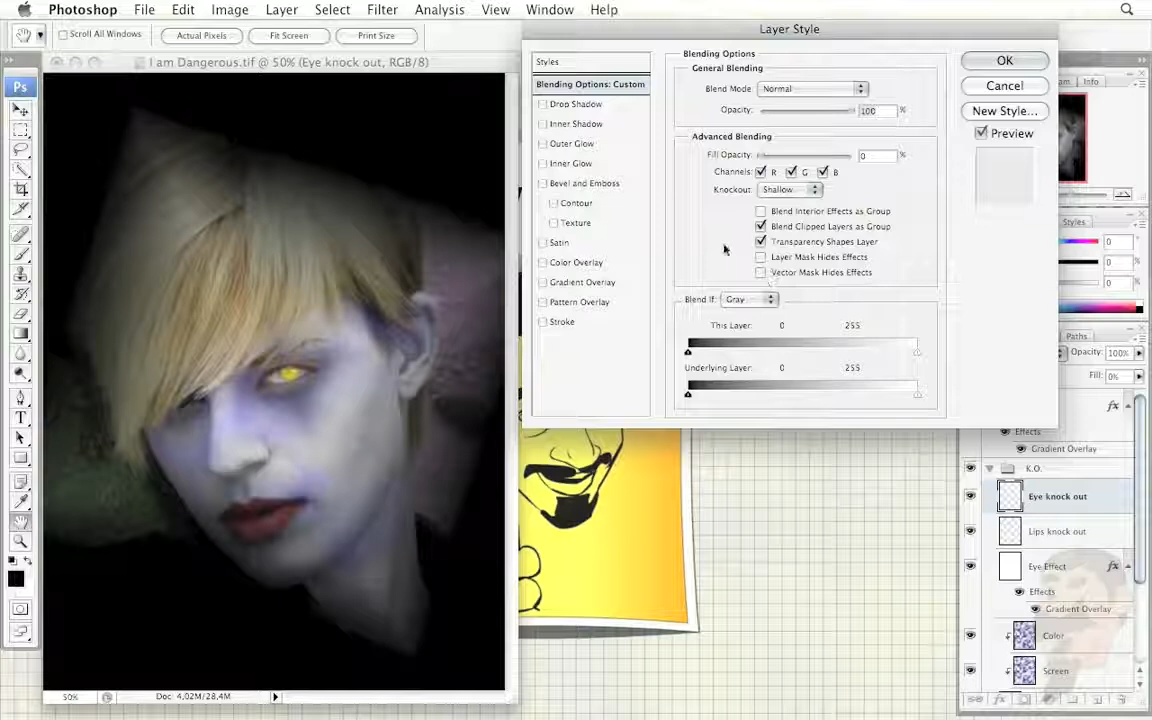 Photoshop File Edit Image Layer Select Filter Analysis View Window Help
Scroll All Windows Actual Pixels Fit Screen Print Size
I am Dangerous.tif @ 50% (Eye knock out, RGB/8)
Ps
T
50% Doc: 4,02M/28,4M
Layer Style
Styles
Blending Options: Custom
Drop Shadow
Inner Shadow
Outer Glow
Inner Glow
Bevel and Emboss
Contour
Texture
Satin
Color Overlay
Gradient Overlay
Pattern Overlay
Stroke
Blending Options
General Blending
Blend Mode: Normal
Opacity: 100 %
Advanced Blending
Fill Opacity: 0 %
Channels: R G B
Knockout: Shallow
Blend Interior Effects as Group
Blend Clipped Layers as Group
Transparency Shapes Layer
Layer Mask Hides Effects
Vector Mask Hides Effects
Blend If: Gray
This Layer: 0 255
Underlying Layer: 0 255
OK
Cancel
New Style...
Preview
Info
Styles
0
0
0
Paths
Opacity: 100%
Fill: 0%
fx
Effects
Gradient Overlay
K.O.
Eye knock out
Lips knock out
Eye Effect fx
Effects
Gradient Overlay
Color
Screen